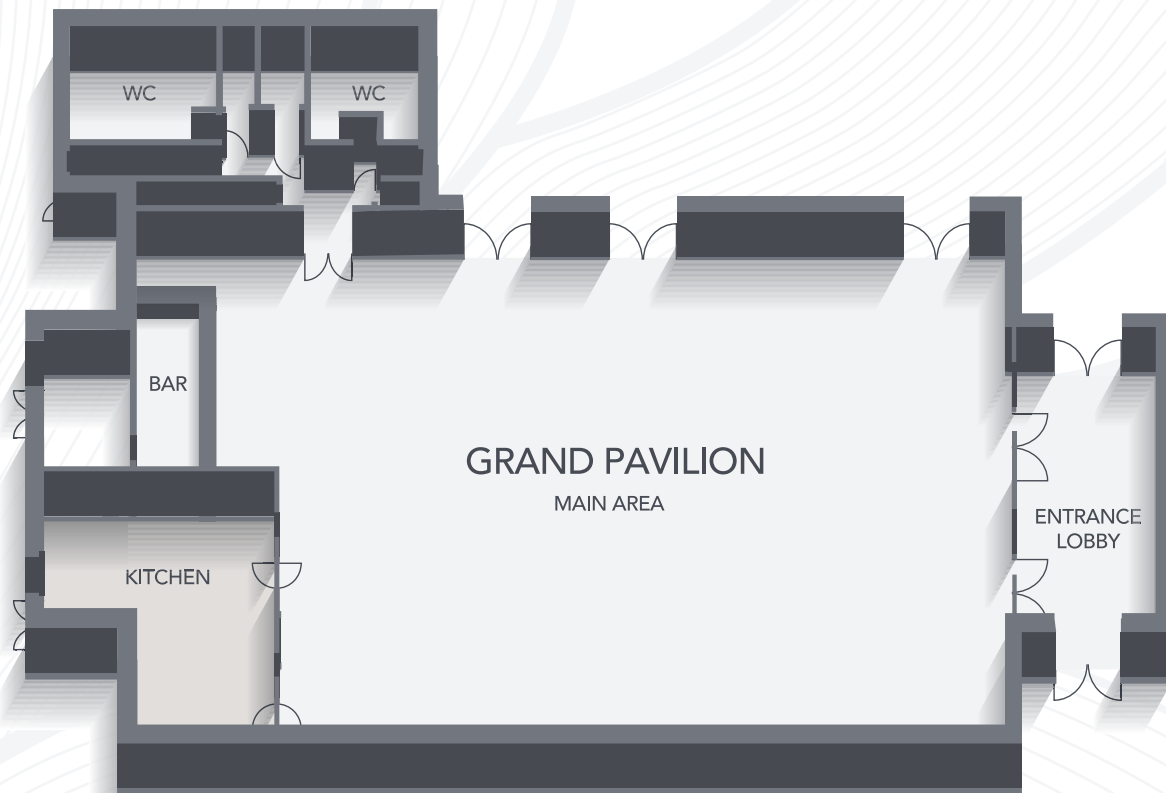 WC
WC
BAR
GRAND PAVILION
MAIN AREA
ENTRANCE
LOBBY
KITCHEN